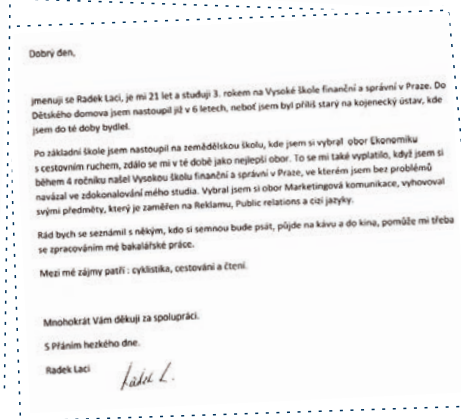 Dobrý den,
jmenuji se Radek Laci, je mi 21 let a studuji 3. rokem na Vysoké škole finanční a správní v Praze. Do
Dětského domova jsem nastoupil již v 6 letech, neboť jsem byl příliš starý na kojenecký ústav, kde
jsem do té doby bydlel.
Po základní škole jsem nastoupil na zemědělskou školu, kde jsem si vybral obor Ekonomiku
s cestovním ruchem, zdálo se mi v té době jako nejlepší obor. To se mi také vyplatilo, když jsem si
během 4 ročníku našel Vysokou školu finanční a správní v Praze, ve kterém jsem bez problémů
navázal ve zdokonalování mého studia. Vybral jsem si obor Marketingová komunikace, vyhovoval
svými předměty, který je zaměřen na Reklamu, Public relations a cizí jazyky.
Rád bych se seznámil s někým, kdo si semnou bude psát, půjde na kávu a do kina, pomůže mi třeba
se zpracováním mé bakalářské práce.
Mezi mé zájmy patří : cyklistika, cestování a čtení.
Mnohokrát Vám děkuji za spolupráci.
S Přáním hezkého dne.
Radek Laci
Radek L.